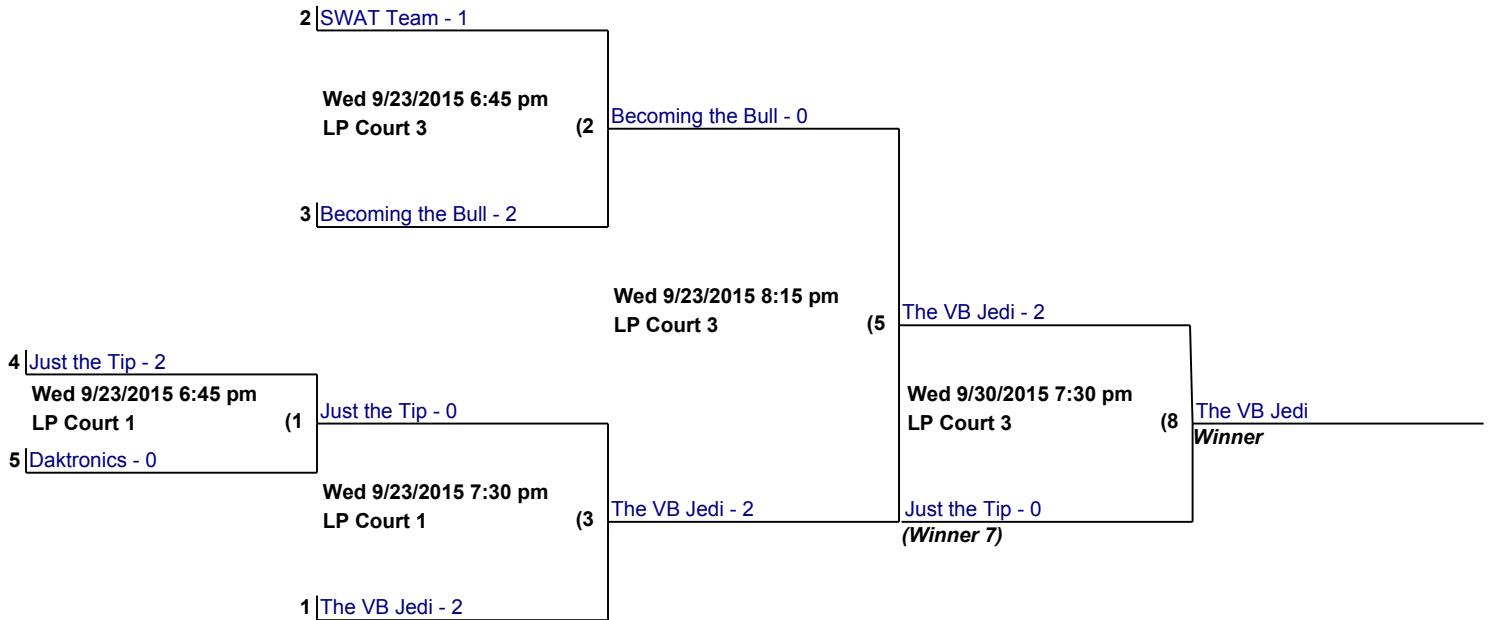 2 SWAT Team - 1
Wed 9/23/2015 6:45 pm
LP Court 3 (2
Becoming the Bull - 0
3 Becoming the Bull - 2
Wed 9/23/2015 8:15 pm
LP Court 3 (5
The VB Jedi - 2
4 Just the Tip - 2
Wed 9/23/2015 6:45 pm
LP Court 1 (1
Just the Tip - 0
5 Daktronics - 0
Wed 9/30/2015 7:30 pm
LP Court 3 (8
The VB Jedi
Winner
Wed 9/23/2015 7:30 pm
LP Court 1 (3
The VB Jedi - 2
Just the Tip - 0
(Winner 7)
1 The VB Jedi - 2